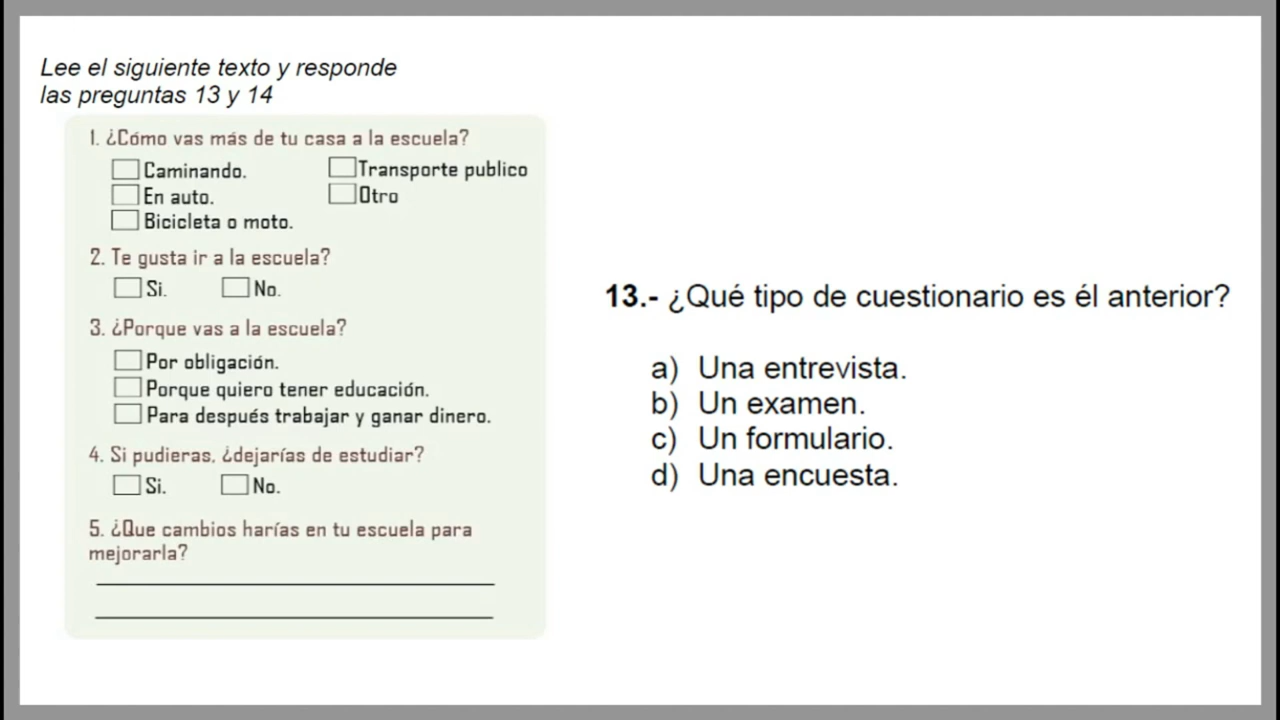 Lee el siguiente texto y responde
las preguntas 13 y 14
1. ¿Cómo vas más de tu casa a la escuela?
Caminando. Transporte publico
En auto. Otro
Bicicleta o moto.
2. Te gusta ir a la escuela?
Si. No.
3. ¿Porque vas a la escuela?
Por obligación.
Porque quiero tener educación.
Para después trabajar y ganar dinero.
4. Si pudieras, ¿dejarías de estudiar?
Si. No.
5. ¿Que cambios harías en tu escuela para
mejorarla?
13.- ¿Qué tipo de cuestionario es él anterior?
a) Una entrevista.
b) Un examen.
c) Un formulario.
d) Una encuesta.